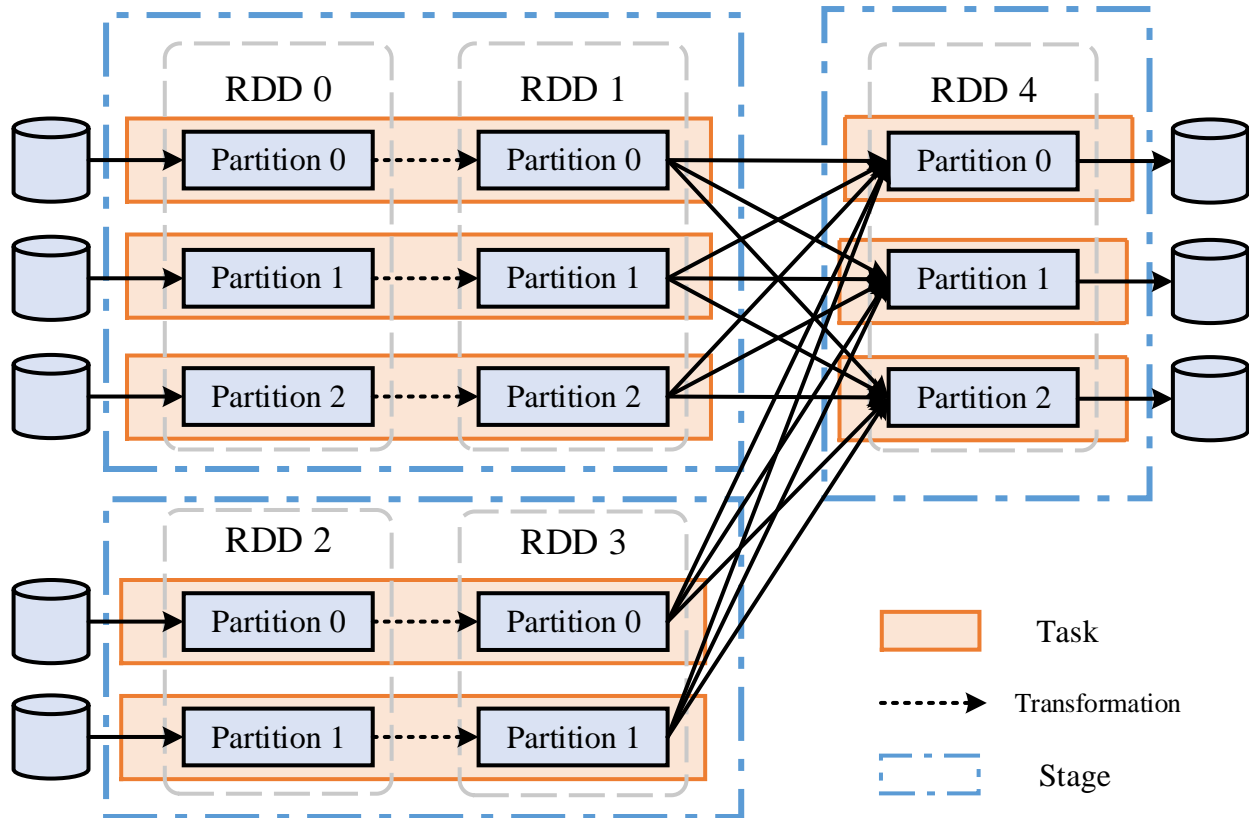 RDD 0
RDD 1
RDD 4
Partition 0
Partition 0
Partition 0
Partition 1
Partition 1
Partition 1
Partition 2
Partition 2
Partition 2
RDD 2
RDD 3
Partition 0
Partition 0
Partition 1
Partition 1
Task
Transformation
Stage